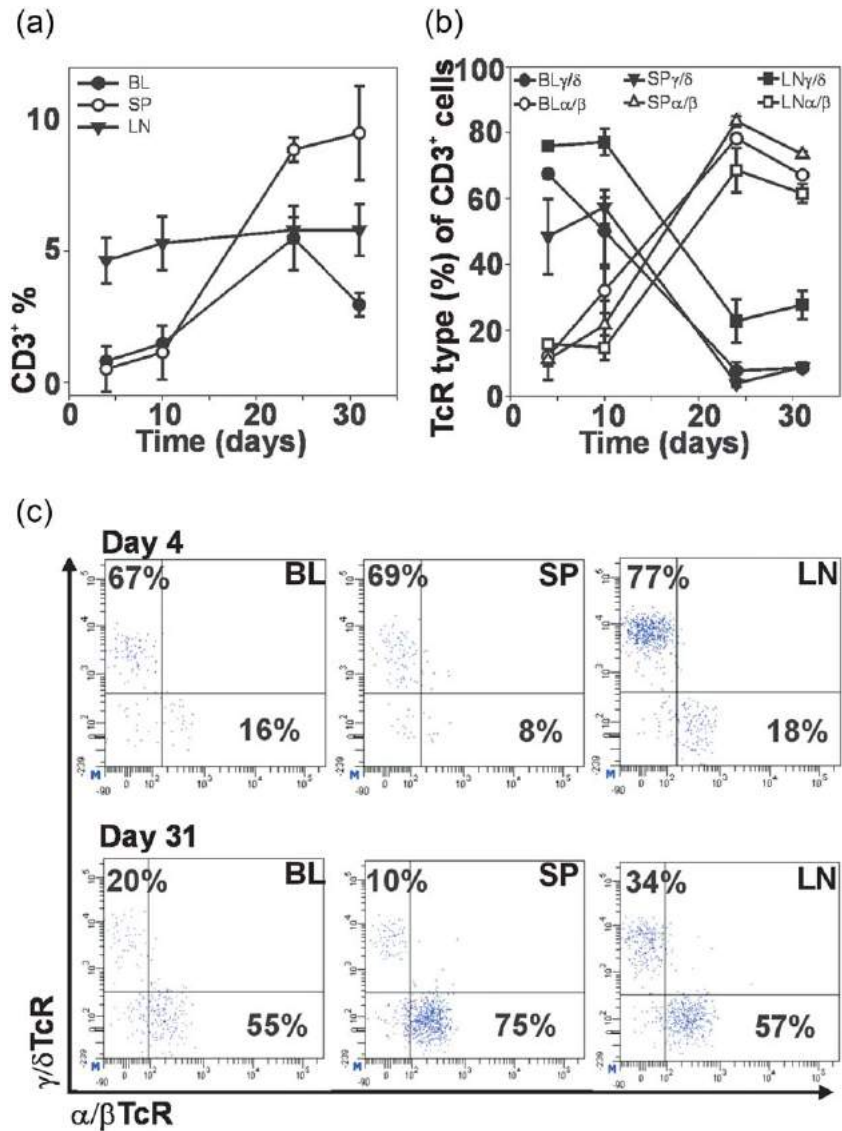 (a)
BL
SP
LN
10
5
0
CD3+ %
0 10 20 30
Time (days)
(b)
BLγ/δ SPγ/δ LNγ/δ
BLα/β SPα/β LNα/β
100
80
60
40
20
0
TcR type (%) of CD3+ cells
0 10 20 30
Time (days)
(c)
Day 4
67% BL
16%
69% SP
8%
77% LN
18%
Day 31
20% BL
55%
10% SP
75%
34% LN
57%
γ/δTcR
α/βTcR